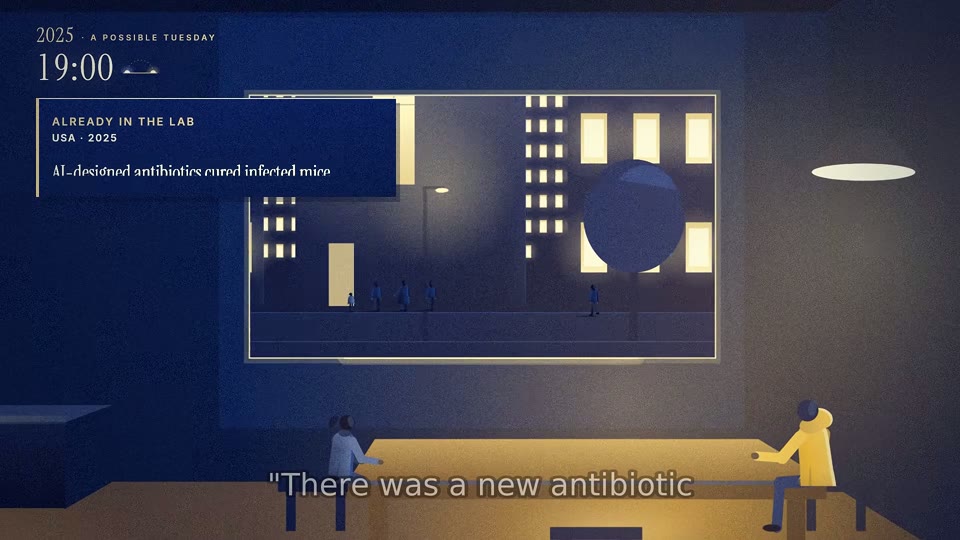 2025 · A POSSIBLE TUESDAY
19:00
ALREADY IN THE LAB
USA · 2025
AI-designed antibiotics cured infected mice
"There was a new antibiotic